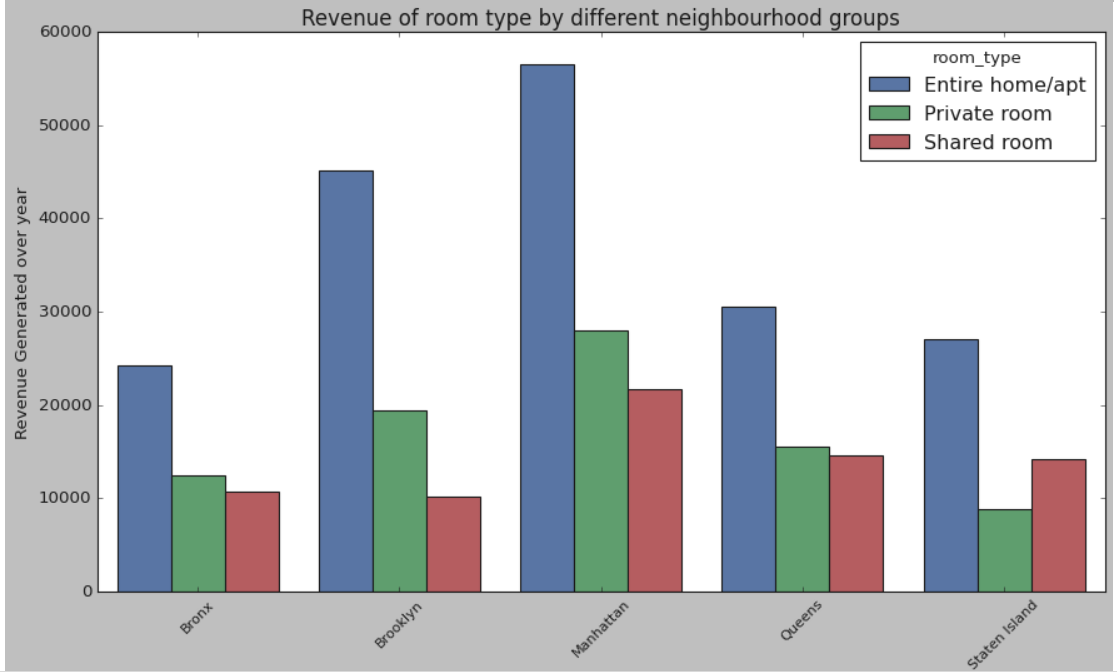 Revenue of room type by different neighbourhood groups
room_type
Entire home/apt
Private room
Shared room
Revenue Generated over year
60000
50000
40000
30000
20000
10000
0
Bronx
Brooklyn
Manhattan
Queens
Staten Island